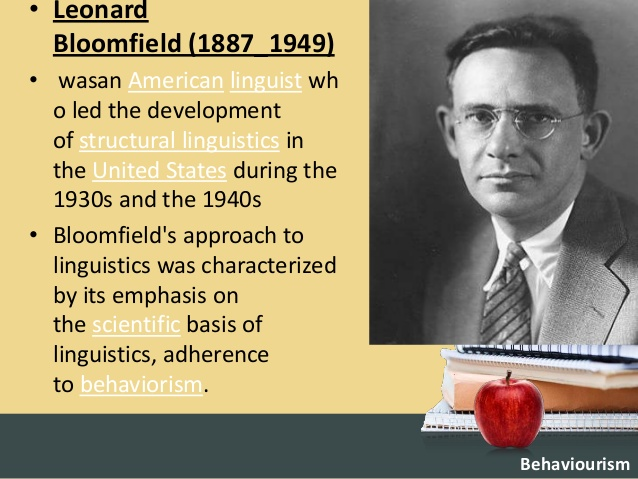 • Leonard
Bloomfield (1887_1949)
• wasan American linguist wh
o led the development
of structural linguistics in
the United States during the
1930s and the 1940s
• Bloomfield's approach to
linguistics was characterized
by its emphasis on
the scientific basis of
linguistics, adherence
to behaviorism.
Behaviourism